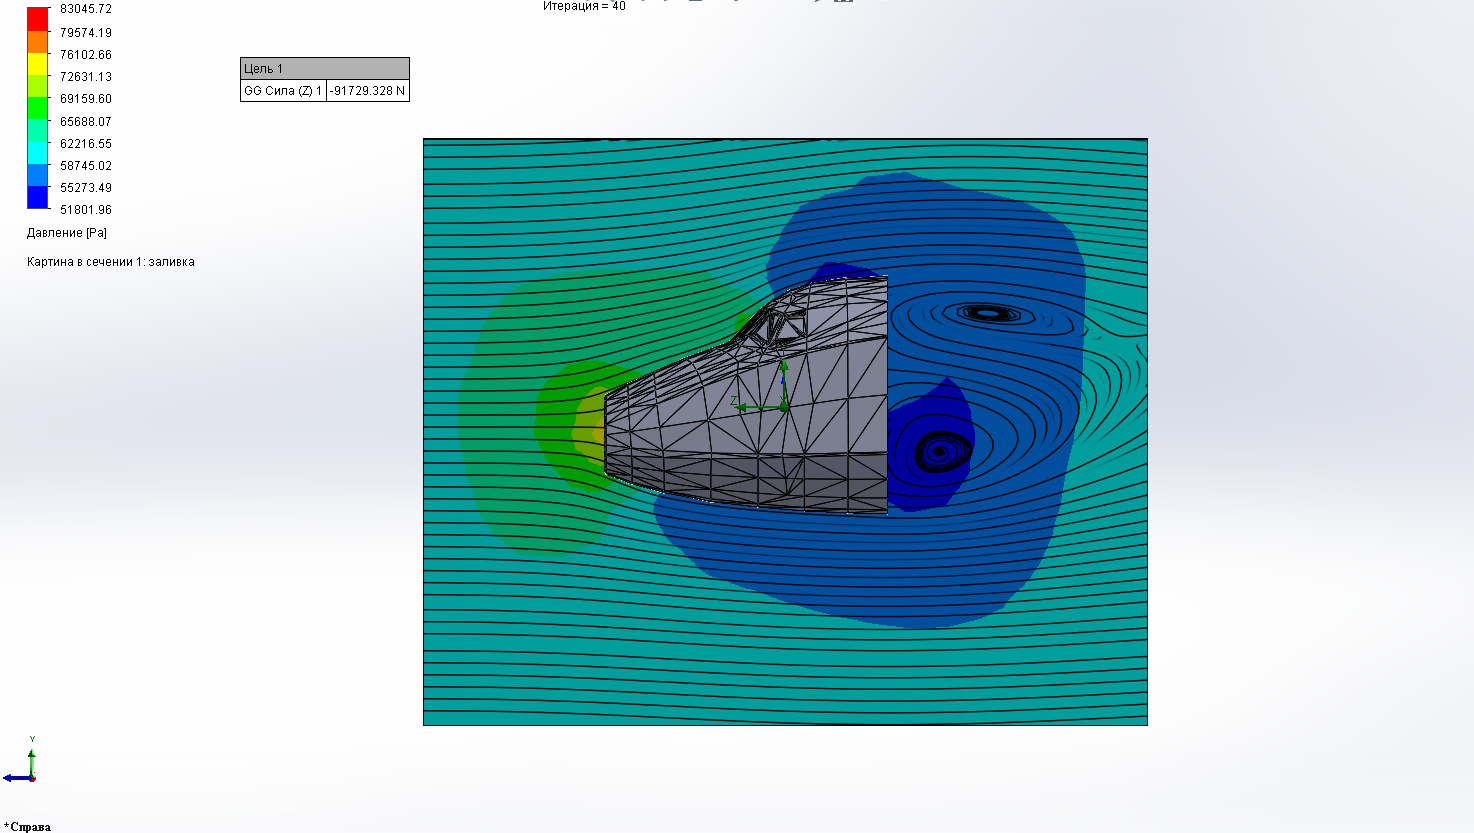 83045.72
79574.19
76102.66
72631.13
69159.60
65688.07
62216.55
58745.02
55273.49
51801.96
Давление [Pa]
Картина в сечении 1: заливка
Итерация = 40
Цель 1
GG Сила (Z) 1 -91729.328 N
Z
Y
*Справа